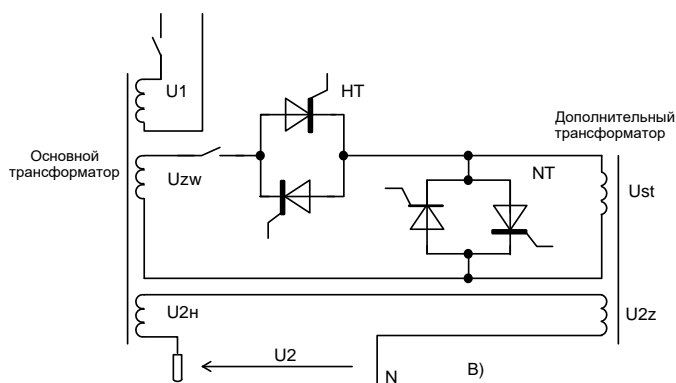 U1
HT
Дополнительный
трансформатор
Основной
трансформатор
Uzw
NT
Ust
U2н
U2z
U2
N
В)